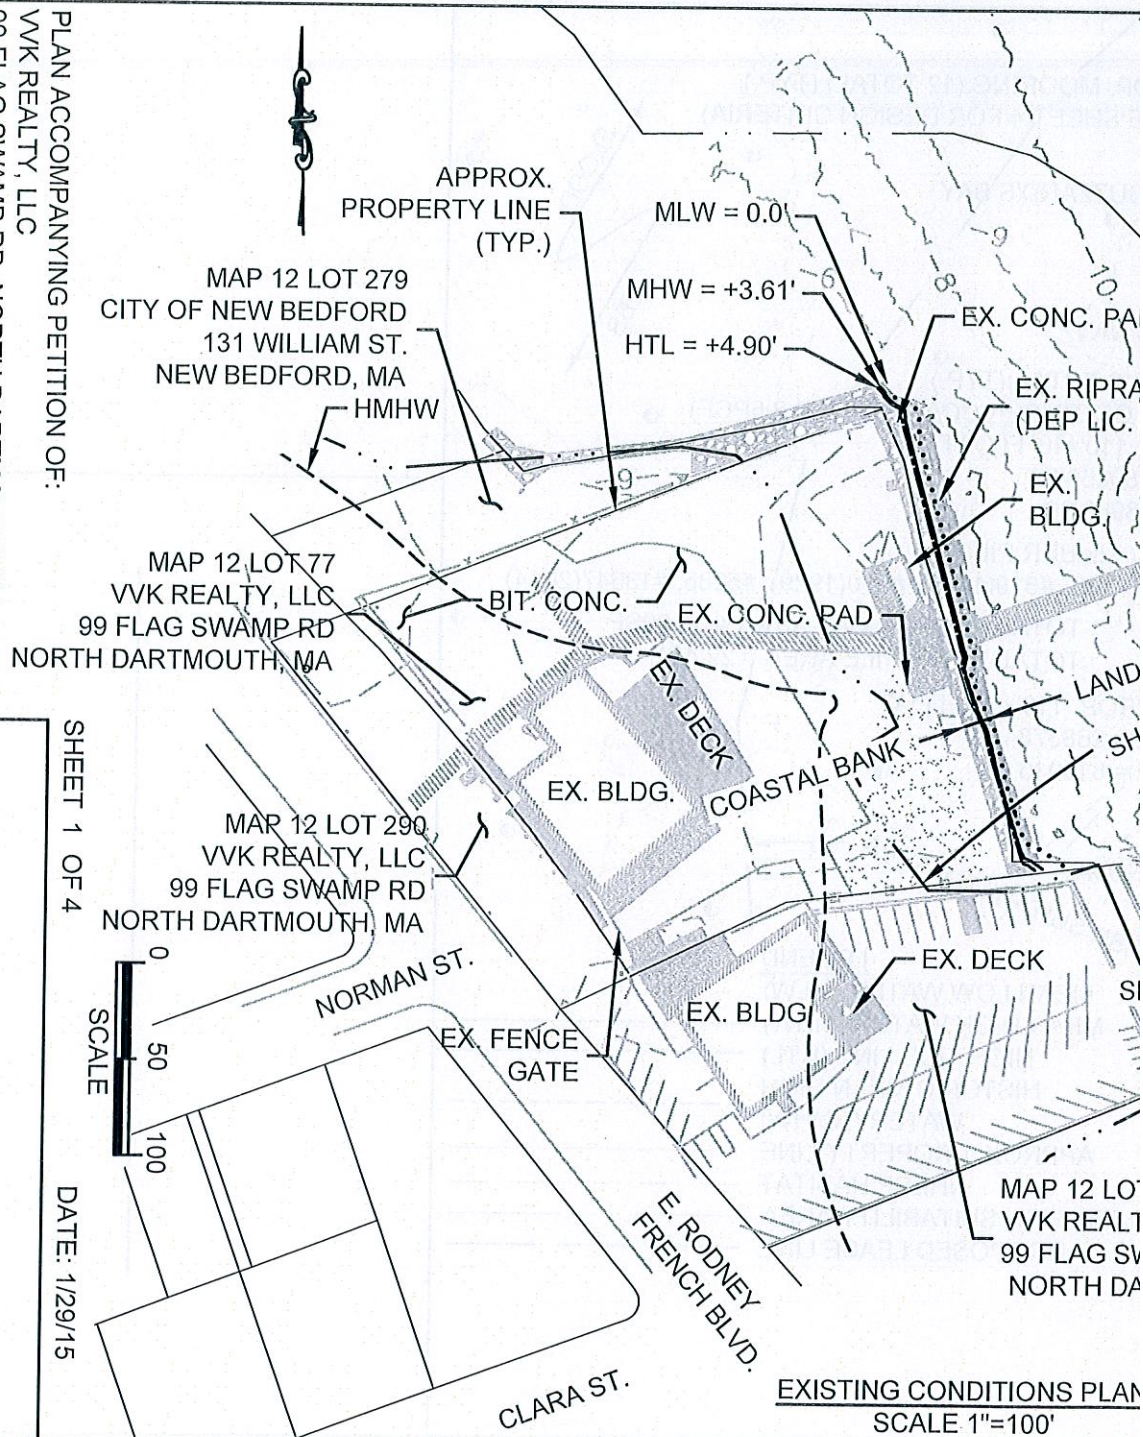 PLAN ACCOMPANYING PETITION OF:
VVK REALTY, LLC
SHEET 1 OF 4
DATE: 1/29/15
APPROX.
PROPERTY LINE
(TYP.)
MLW = 0.0'
MHW = +3.61'
HTL = +4.90'
MAP 12 LOT 279
CITY OF NEW BEDFORD
131 WILLIAM ST.
NEW BEDFORD, MA
HMHW
6
7
8
9
10
EX. CONC. PA
EX. RIPRA
(DEP LIC.
EX.
BLDG.
6
MAP 12 LOT 77
VVK REALTY, LLC
99 FLAG SWAMP RD
NORTH DARTMOUTH, MA
BIT. CONC.
EX. CONC. PAD
EX. DECK
LAND
SH
COASTAL BANK
EX. BLDG.
MAP 12 LOT 290
VVK REALTY, LLC
99 FLAG SWAMP RD
NORTH DARTMOUTH, MA
NORMAN ST.
EX. FENCE
GATE
EX. DECK
EX. BLDG
0
50
100
SCALE
E. RODNEY
FRENCH BLVD.
CLARA ST.
MAP 12 LOT
VVK REALT
99 FLAG SW
NORTH DA
EXISTING CONDITIONS PLAN
SCALE 1"=100'